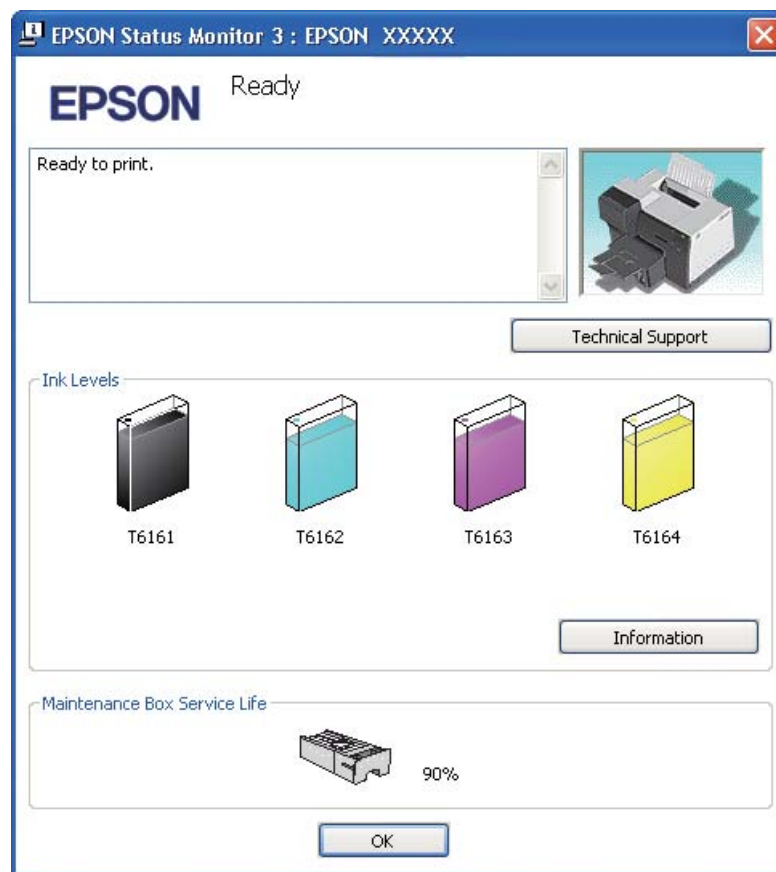 EPSON Status Monitor 3 : EPSON XXXXX
EPSON
Ready
Ready to print.
Technical Support
Ink Levels
T6161
T6162
T6163
T6164
Information
Maintenance Box Service Life
90%
OK